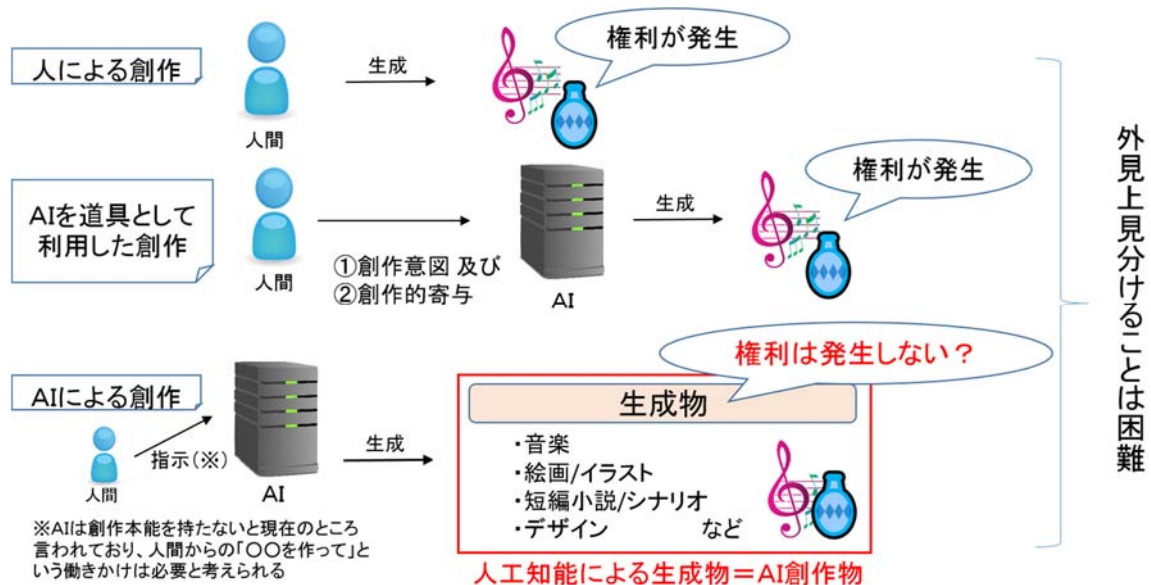 人による創作
人間
生成
権利が発生
AIを道具として
利用した創作
人間
①創作意図 及び
②創作的寄与
AI
生成
権利が発生
AIによる創作
人間
指示(※)
AI
生成
権利は発生しない？
生成物
・音楽
・絵画/イラスト
・短編小説/シナリオ
・デザイン など
人工知能による生成物＝AI創作物
※AIは創作本能を持たないと現在のところ
言われており、人間からの「○○を作って」と
いう働きかけは必要と考えられる
外見上見分けることは困難